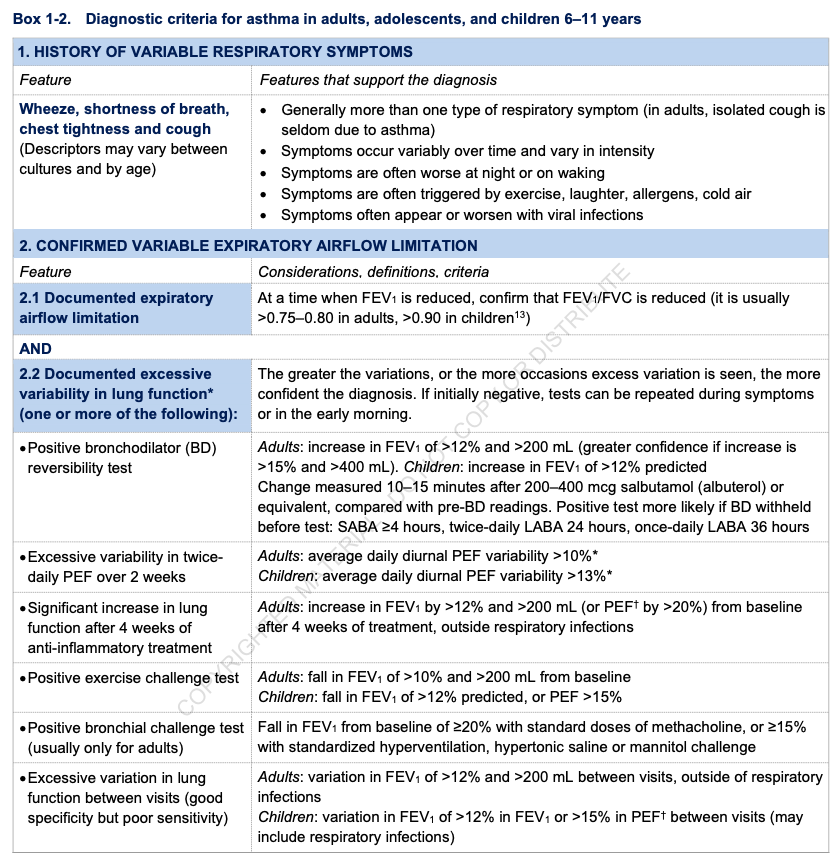 Box 1-2. Diagnostic criteria for asthma in adults, adolescents, and children 6–11 years
1. HISTORY OF VARIABLE RESPIRATORY SYMPTOMS
Feature
Features that support the diagnosis
Wheeze, shortness of breath,
chest tightness and cough
(Descriptors may vary between
cultures and by age)
• Generally more than one type of respiratory symptom (in adults, isolated cough is
seldom due to asthma)
• Symptoms occur variably over time and vary in intensity
• Symptoms are often worse at night or on waking
• Symptoms are often triggered by exercise, laughter, allergens, cold air
• Symptoms often appear or worsen with viral infections
2. CONFIRMED VARIABLE EXPIRATORY AIRFLOW LIMITATION
Feature
Considerations, definitions, criteria
2.1 Documented expiratory
airflow limitation
At a time when FEV₁ is reduced, confirm that FEV₁/FVC is reduced (it is usually
>0.75–0.80 in adults, >0.90 in children¹³)
AND
2.2 Documented excessive
variability in lung function*
(one or more of the following):
The greater the variations, or the more occasions excess variation is seen, the more
confident the diagnosis. If initially negative, tests can be repeated during symptoms
or in the early morning.
• Positive bronchodilator (BD)
reversibility test
Adults: increase in FEV₁ of >12% and >200 mL (greater confidence if increase is
>15% and >400 mL). Children: increase in FEV₁ of >12% predicted
Change measured 10–15 minutes after 200–400 mcg salbutamol (albuterol) or
equivalent, compared with pre-BD readings. Positive test more likely if BD withheld
before test: SABA ≥4 hours, twice-daily LABA 24 hours, once-daily LABA 36 hours
• Excessive variability in twice-
daily PEF over 2 weeks
Adults: average daily diurnal PEF variability >10%*
Children: average daily diurnal PEF variability >13%*
• Significant increase in lung
function after 4 weeks of
anti-inflammatory treatment
Adults: increase in FEV₁ by >12% and >200 mL (or PEF† by >20%) from baseline
after 4 weeks of treatment, outside respiratory infections
• Positive exercise challenge test
Adults: fall in FEV₁ of >10% and >200 mL from baseline
Children: fall in FEV₁ of >12% predicted, or PEF >15%
• Positive bronchial challenge test
(usually only for adults)
Fall in FEV₁ from baseline of ≥20% with standard doses of methacholine, or ≥15%
with standardized hyperventilation, hypertonic saline or mannitol challenge
• Excessive variation in lung
function between visits (good
specificity but poor sensitivity)
Adults: variation in FEV₁ of >12% and >200 mL between visits, outside of respiratory
infections
Children: variation in FEV₁ of >12% in FEV₁ or >15% in PEF† between visits (may
include respiratory infections)
COPYRIGHTED MATERIAL - DO NOT COPY OR DISTRIBUTE